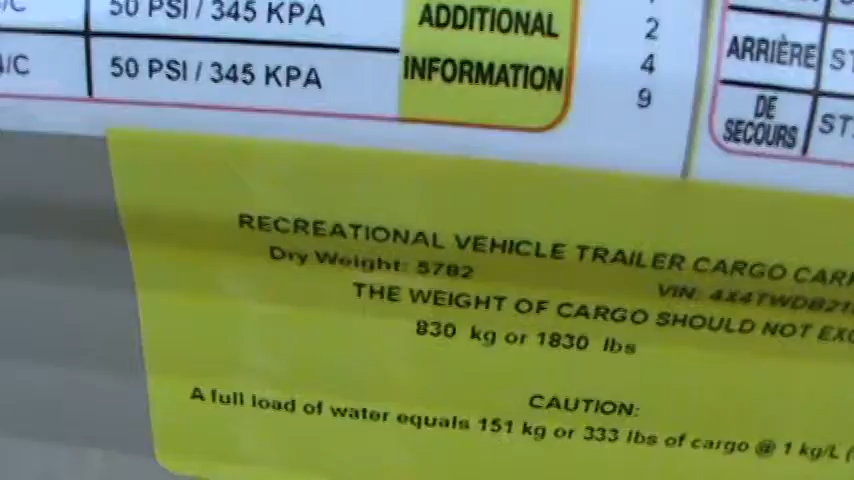 50 PSI / 345 KPA
/C 50 PSI / 345 KPA
ADDITIONAL
INFORMATION
2
4
9
ARRIÈRE
DE
SECOURS
RECREATIONAL VEHICLE TRAILER CARGO
Dry Weight: 5782
VIN: 4X4TWDB21
THE WEIGHT OF CARGO SHOULD NOT
830 kg or 1830 lbs
CAUTION:
A full load of water equals 151 kg or 333 lbs of cargo @ 1 kg/L